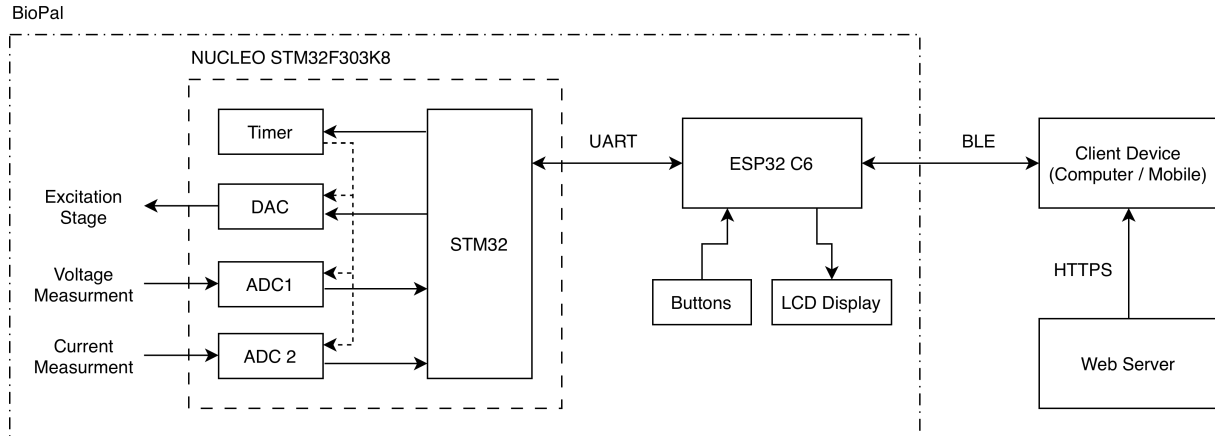 BioPal
NUCLEO STM32F303K8
Timer
DAC
ADC1
ADC 2
STM32
Excitation
Stage
Voltage
Measurment
Current
Measurment
UART
ESP32 C6
Buttons
LCD Display
BLE
Client Device
(Computer / Mobile)
HTTPS
Web Server